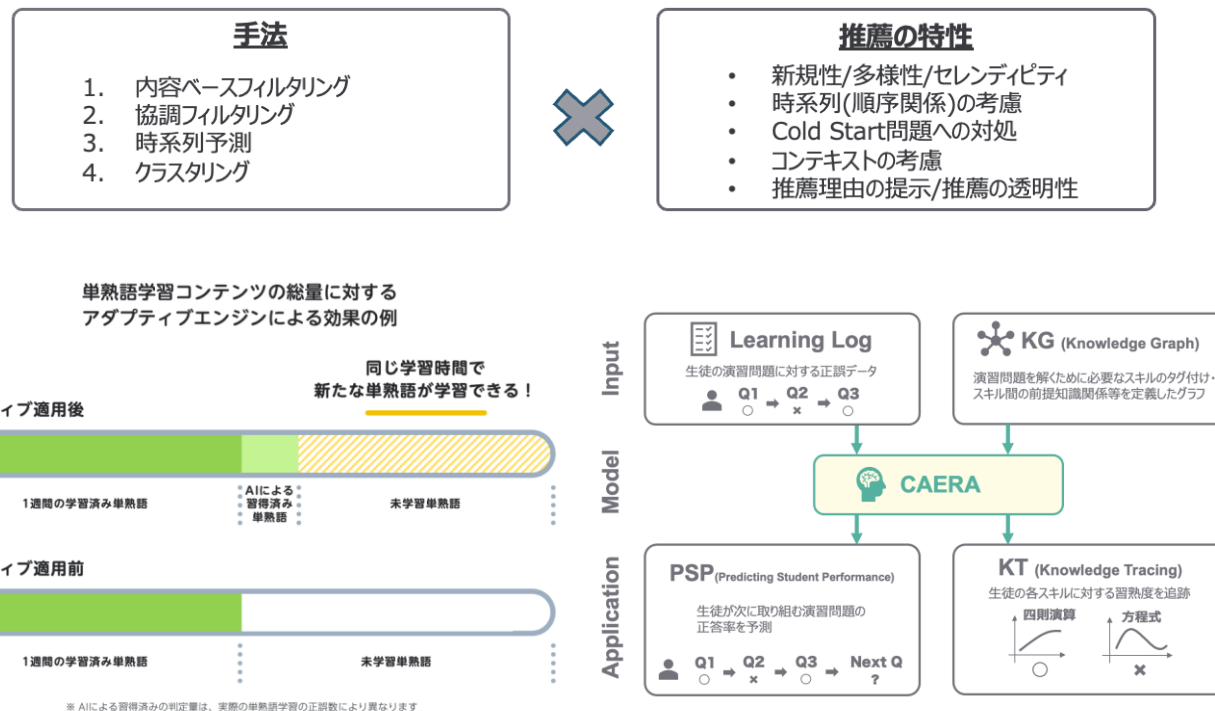 手法
1. 内容ベースフィルタリング
2. 協調フィルタリング
3. 時系列予測
4. クラスタリング
推薦の特性
• 新規性/多様性/セレンディピティ
• 時系列(順序関係)の考慮
• Cold Start問題への対処
• コンテキストの考慮
• 推薦理由の提示/推薦の透明性
単熟語学習コンテンツの総量に対する
アダプティブエンジンによる効果の例
同じ学習時間で
新たな単熟語が学習できる！
ィブ適用後
1週間の学習済み単熟語
AIによる
習得済み
単熟語
未学習単熟語
ィブ適用前
1週間の学習済み単熟語
未学習単熟語
※ AIによる習得済みの判定量は、実際の単熟語学習の正誤数により異なります
Input
Learning Log
生徒の演習問題に対する正誤データ
Q1 ➡ Q2 ➡ Q3
○ × ○
KG (Knowledge Graph)
演習問題を解くために必要なスキルのタグ付け・
スキル間の前提知識関係等を定義したグラフ
Model
CAERA
Application
PSP(Predicting Student Performance)
生徒が次に取り組む演習問題の
正答率を予測
Q1 ➡ Q2 ➡ Q3 ➡ Next Q
○ × ○ ?
KT (Knowledge Tracing)
生徒の各スキルに対する習熟度を追跡
四則演算 方程式
○ ×